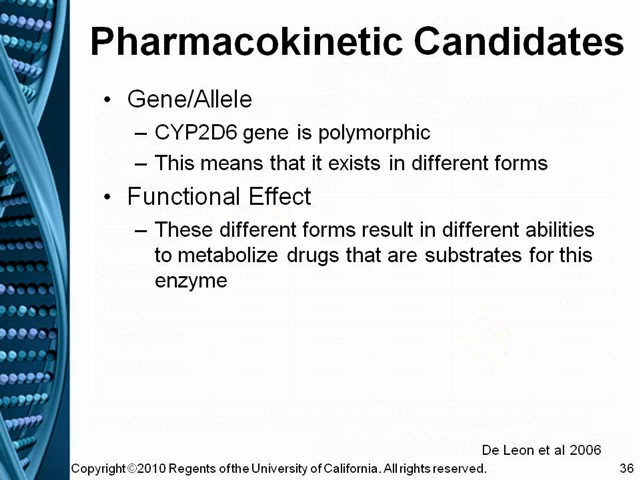 Pharmacokinetic Candidates
• Gene/Allele
– CYP2D6 gene is polymorphic
– This means that it exists in different forms
• Functional Effect
– These different forms result in different abilities
to metabolize drugs that are substrates for this
enzyme
De Leon et al 2006
Copyright ©2010 Regents of the University of California. All rights reserved.
36